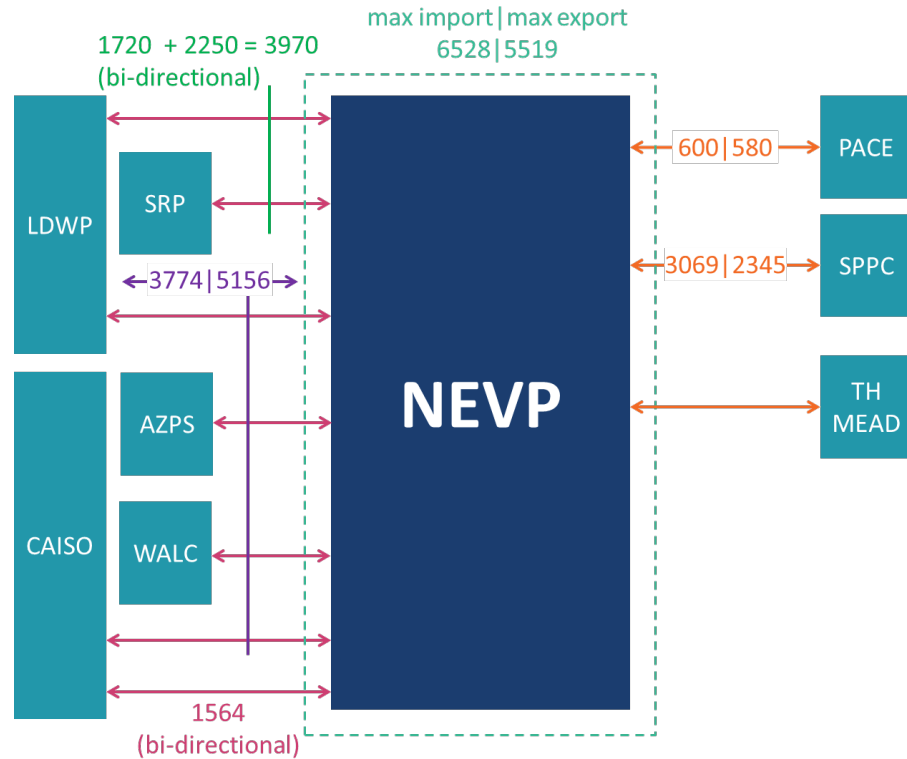 max import|max export
6528|5519
1720 + 2250 = 3970
(bi-directional)
LDWP
SRP
3774|5156
CAISO
AZPS
WALC
NEVP
600|580
PACE
3069|2345
SPPC
TH
MEAD
1564
(bi-directional)